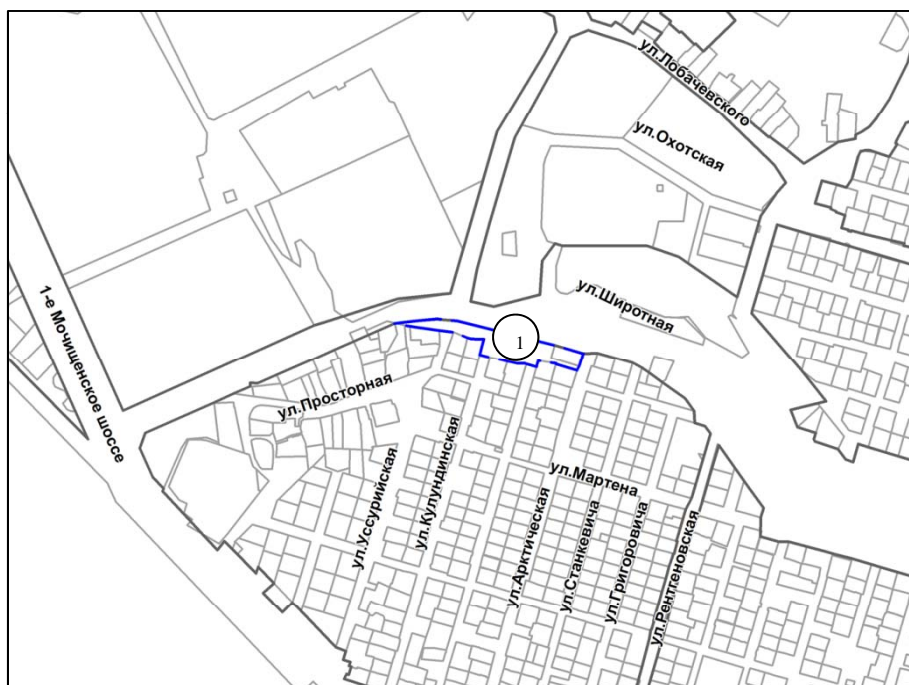 ул.Лобачевского
ул.Охотская
ул.Широтная
1-е Мочищенское шоссе
1
ул.Просторная
ул.Мартена
ул.Уссурийская
ул.Кулундинская
ул.Арктическая
ул.Станкевича
ул.Григоровича
ул.Рентгеновская